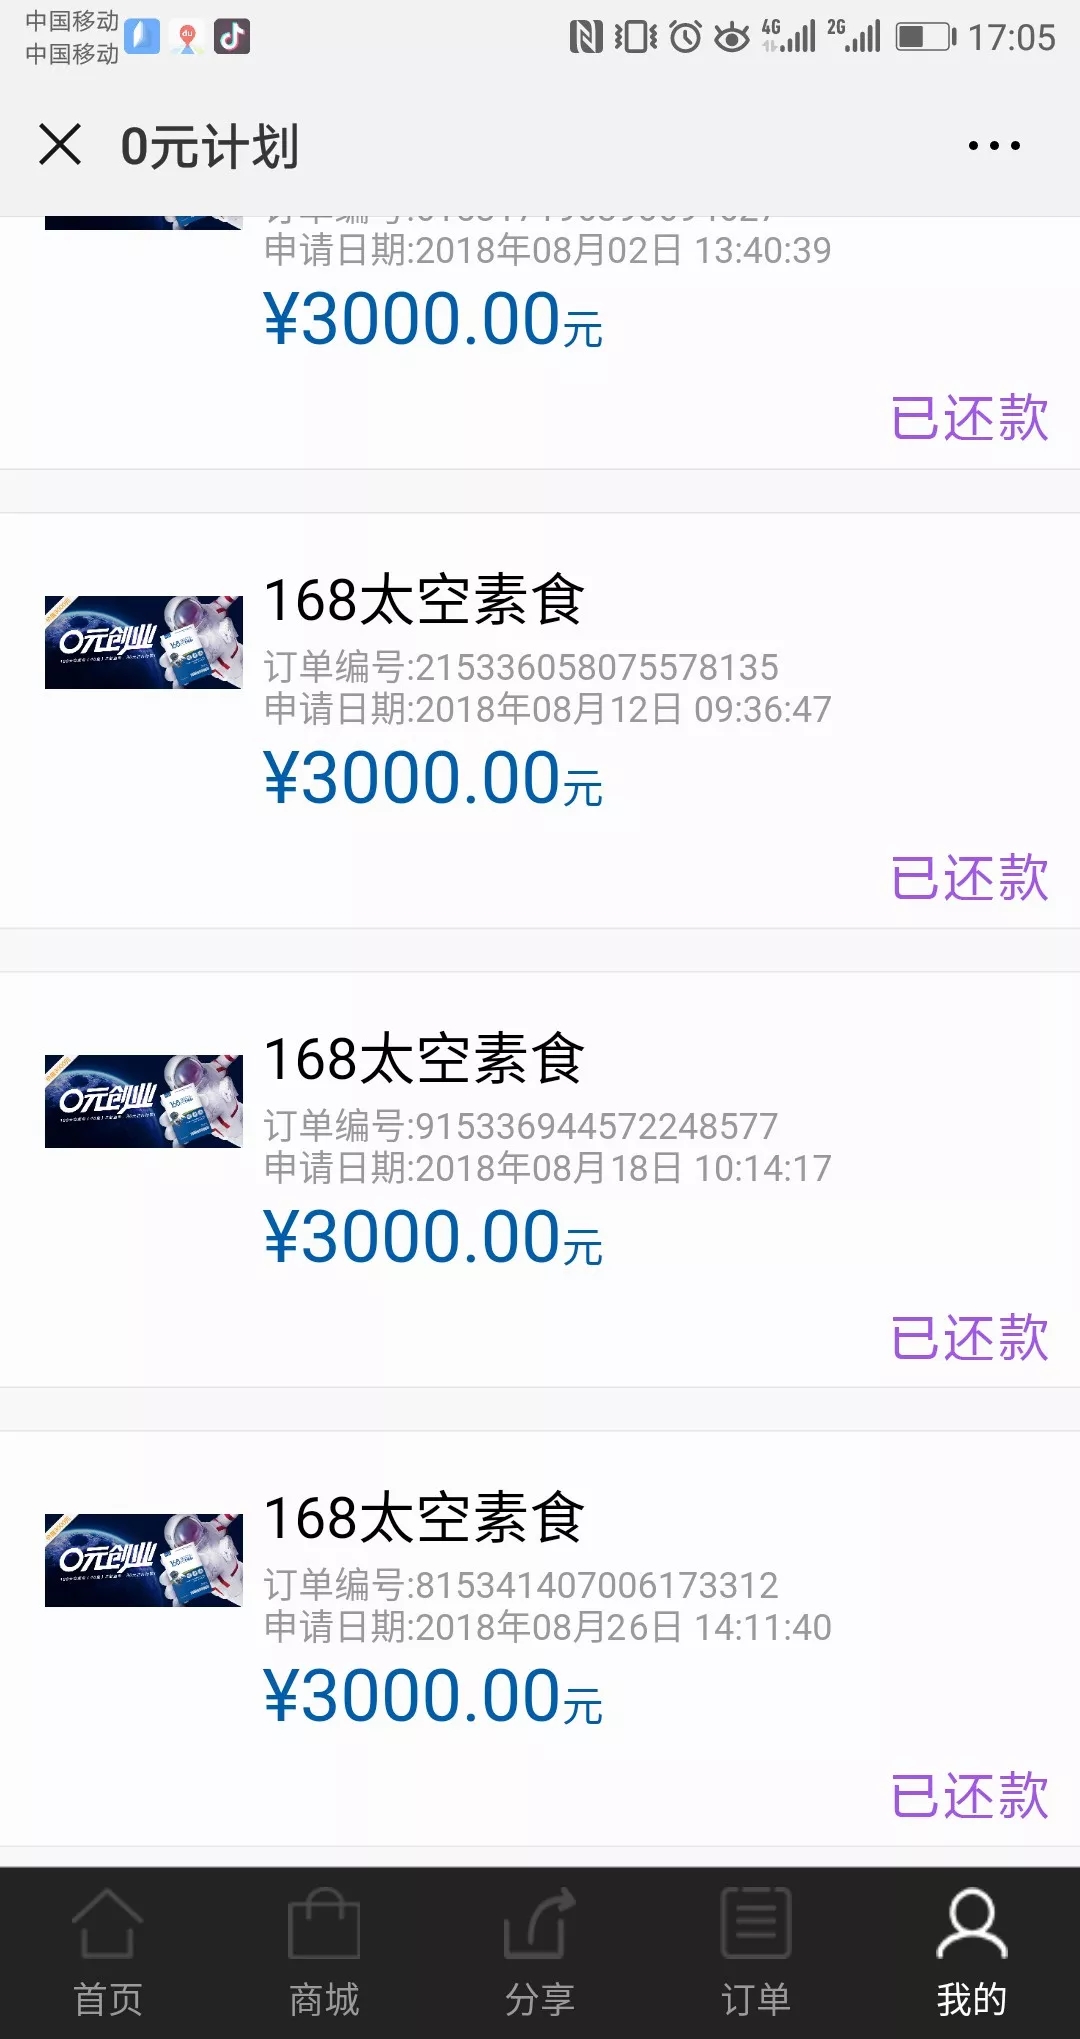 中国移动
中国移动
4G
2G
17:05
0元计划
申请日期:2018年08月02日 13:40:39
¥3000.00元
已还款
0元创业
168太空素食
订单编号:215336058075578135
申请日期:2018年08月12日 09:36:47
¥3000.00元
已还款
0元创业
168太空素食
订单编号:915336944572248577
申请日期:2018年08月18日 10:14:17
¥3000.00元
已还款
0元创业
168太空素食
订单编号:815341407006173312
申请日期:2018年08月26日 14:11:40
¥3000.00元
已还款
首页
商城
分享
订单
我的